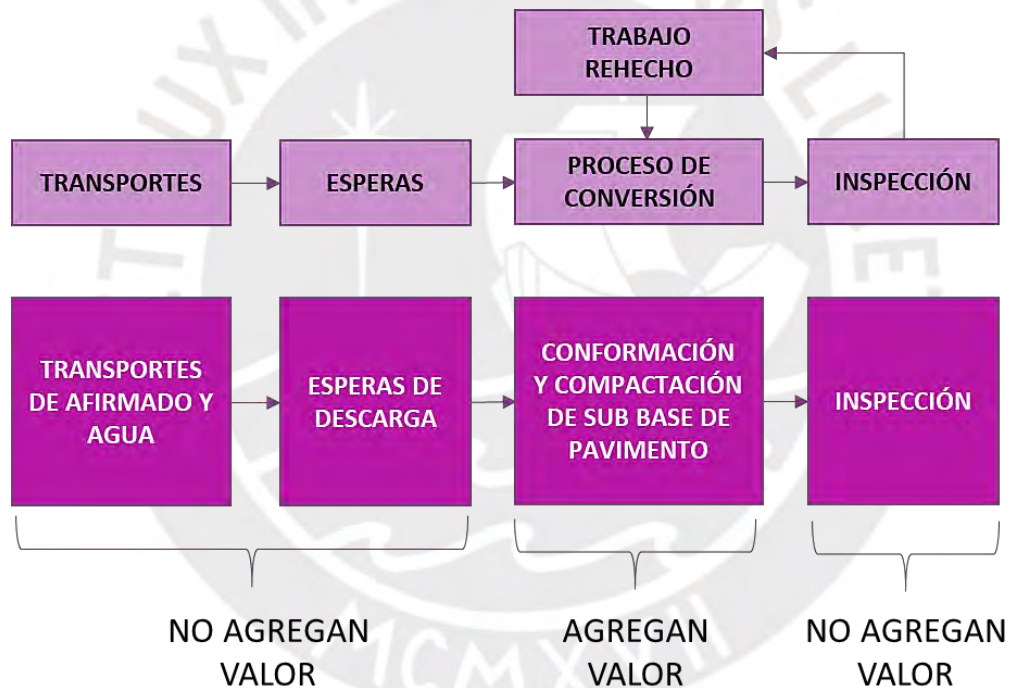 TRABAJO
REHECHO
TRANSPORTES
ESPERAS
PROCESO DE
CONVERSIÓN
INSPECCIÓN
TRANSPORTES
DE AFIRMADO Y
AGUA
ESPERAS DE
DESCARGA
CONFORMACIÓN
Y COMPACTACIÓN
DE SUB BASE DE
PAVIMENTO
INSPECCIÓN
NO AGREGAN
VALOR
AGREGAN
VALOR
NO AGREGAN
VALOR
MCMXVII